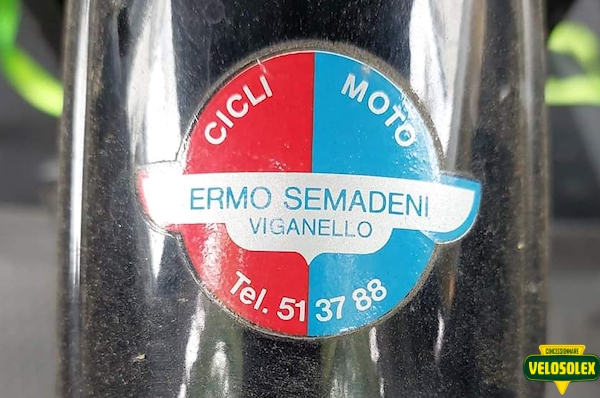 CICLI MOTO
ERMO SEMADENI
VIGANELLO
Tel. 51 37 88
CONCESSIONNAIRE
VELOSOLEX